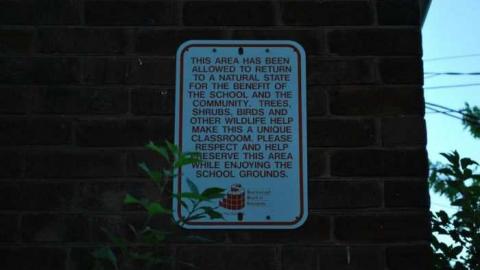 THIS AREA HAS BEEN
ALLOWED TO RETURN
TO A NATURAL STATE
FOR THE BENEFIT OF
THE SCHOOL AND THE
COMMUNITY. TREES,
SHRUBS, BIRDS AND
OTHER WILDLIFE HELP
MAKE THIS A UNIQUE
CLASSROOM. PLEASE
RESPECT AND HELP
RESERVE THIS AREA
WHILE ENJOYING THE
SCHOOL GROUNDS.